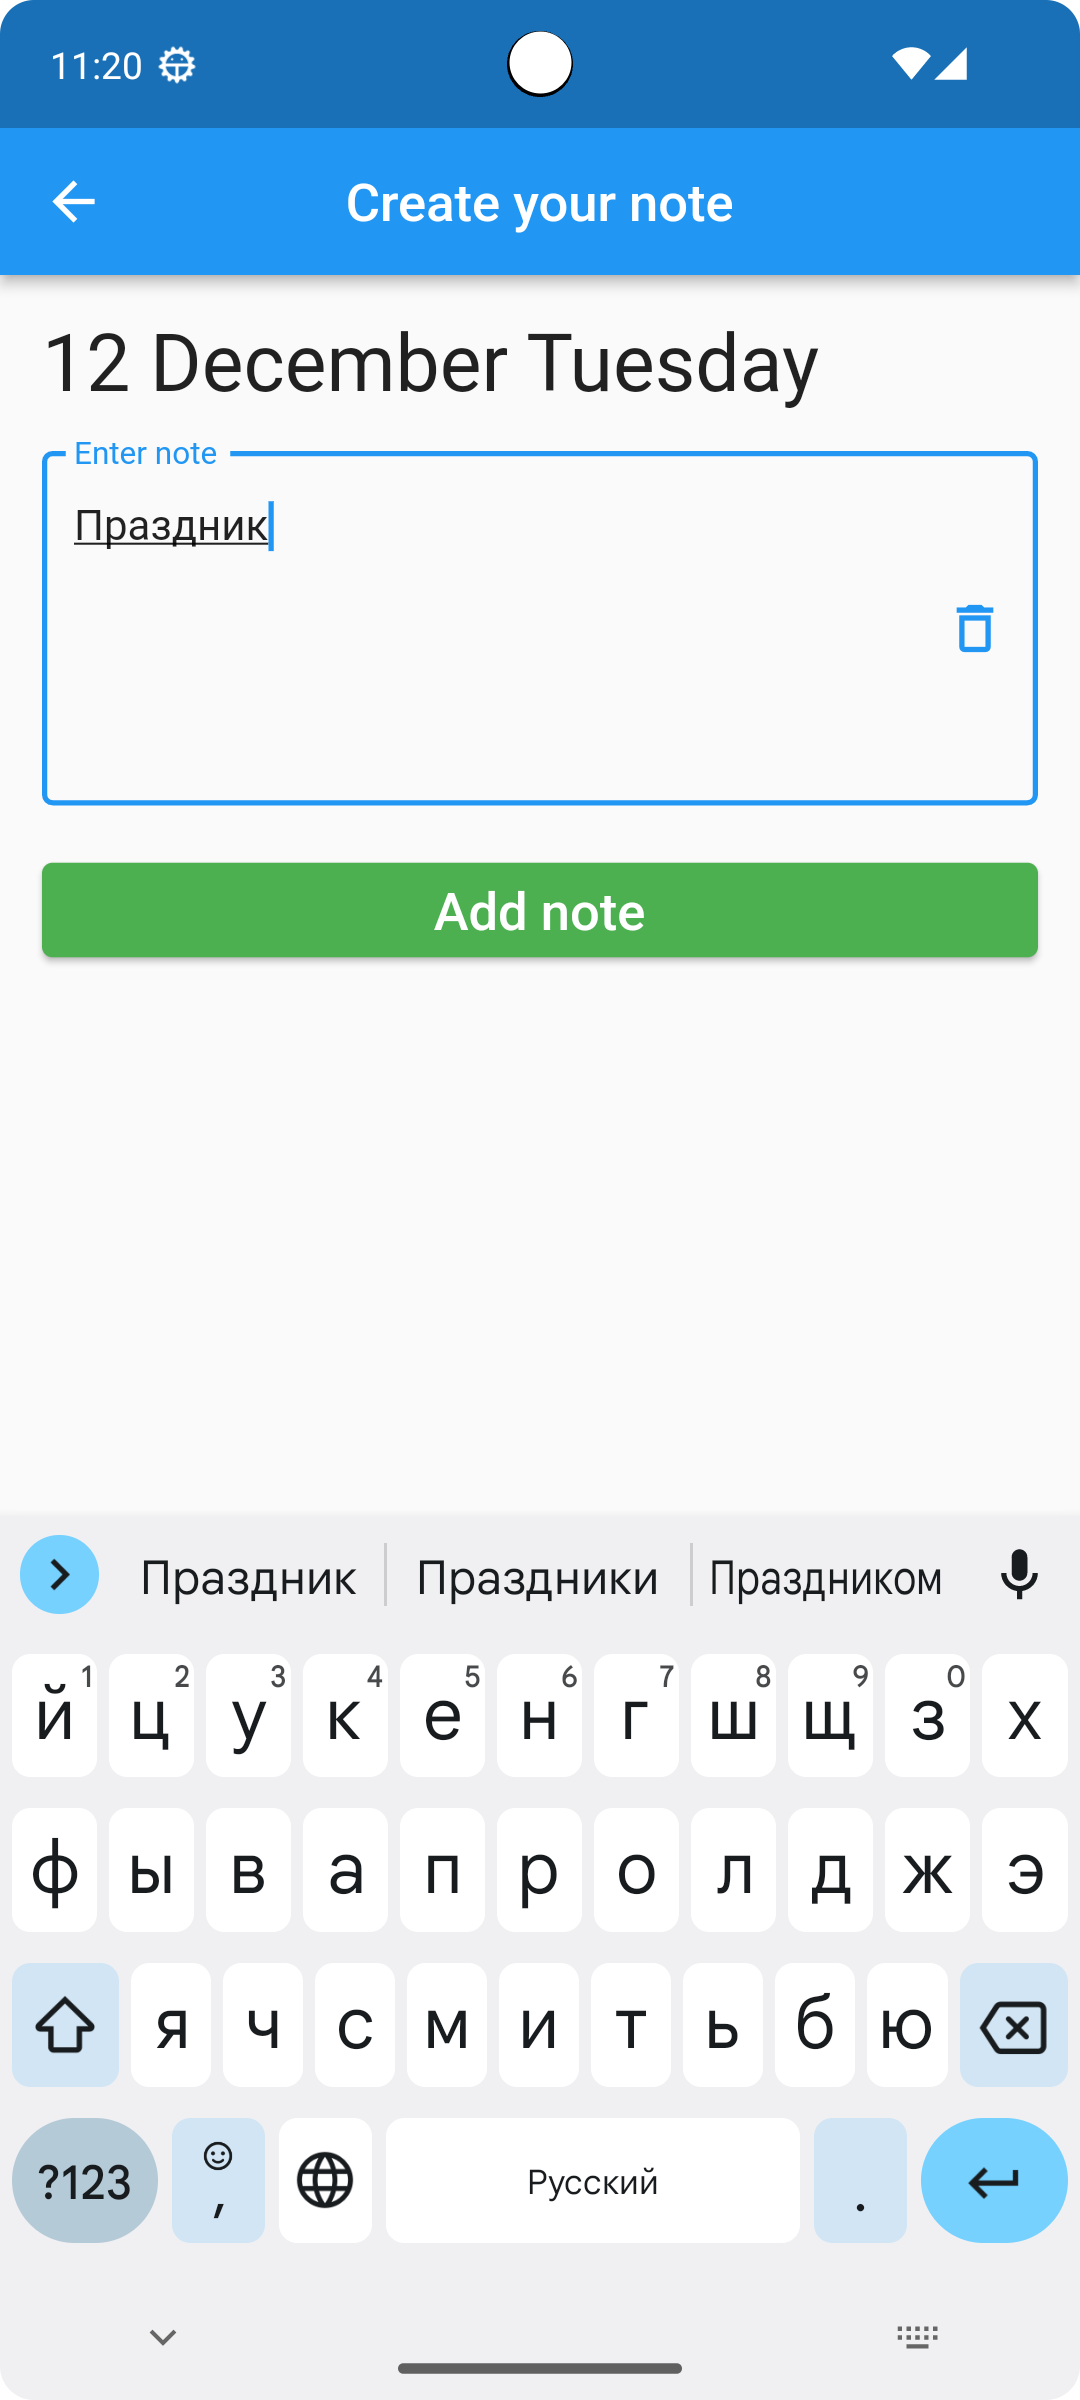 11:20
Create your note
12 December Tuesday
Enter note
Праздник
Add note
Праздник Праздники Праздником
й1 ц2 у3 к4 е5 н6 г7 ш8 щ9 з0 х
ф ы в а п р о л д ж э
я ч с м и т ь б ю
?123 , Русский .